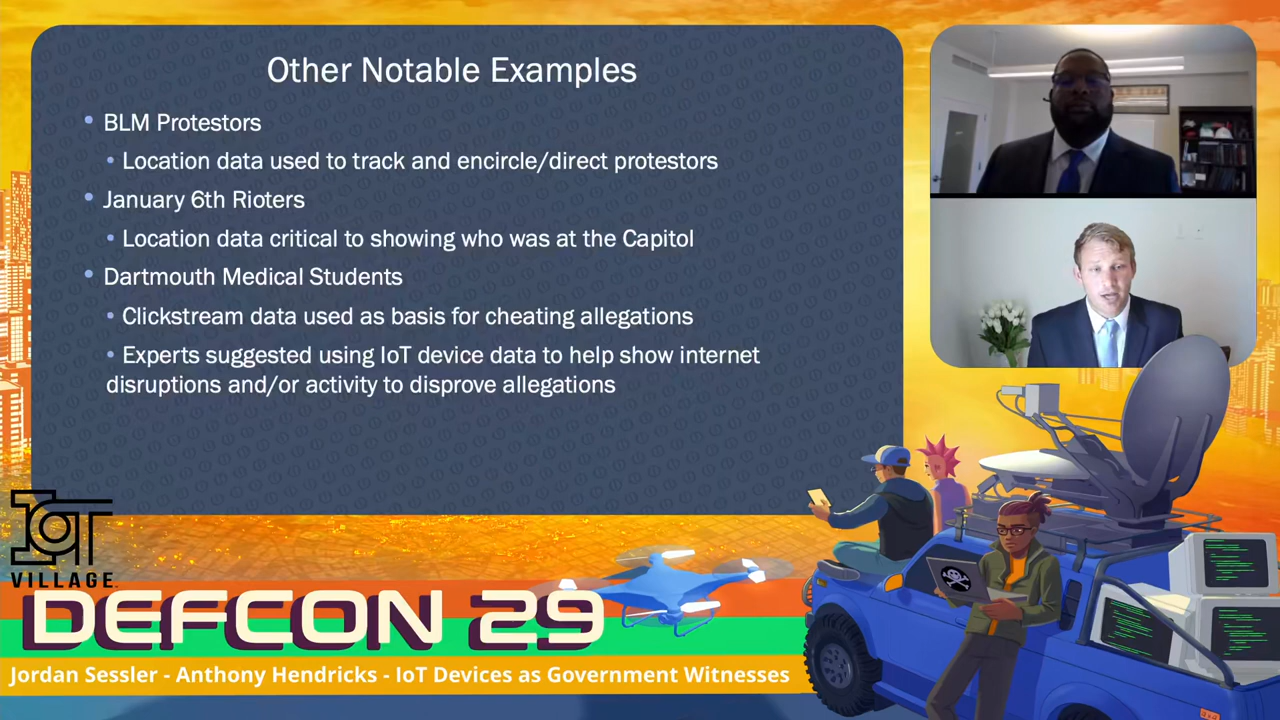 Other Notable Examples
• BLM Protestors
• Location data used to track and encircle/direct protestors
• January 6th Rioters
• Location data critical to showing who was at the Capitol
• Dartmouth Medical Students
• Clickstream data used as basis for cheating allegations
• Experts suggested using IoT device data to help show internet
disruptions and/or activity to disprove allegations
IoT
VILLAGE
DEFCON 29
Jordan Sessler - Anthony Hendricks - IoT Devices as Government Witnesses